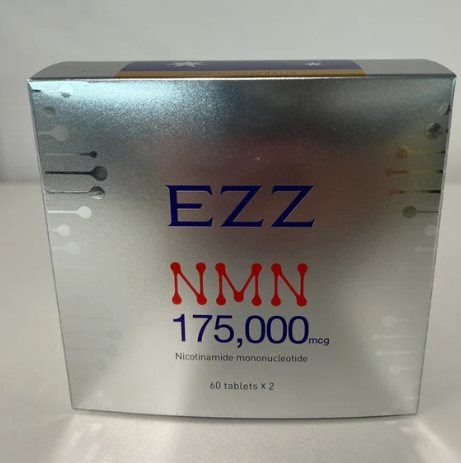 EZZ
NMN
175,000mcg
Nicotinamide mononucleotide
60 tablets x 2